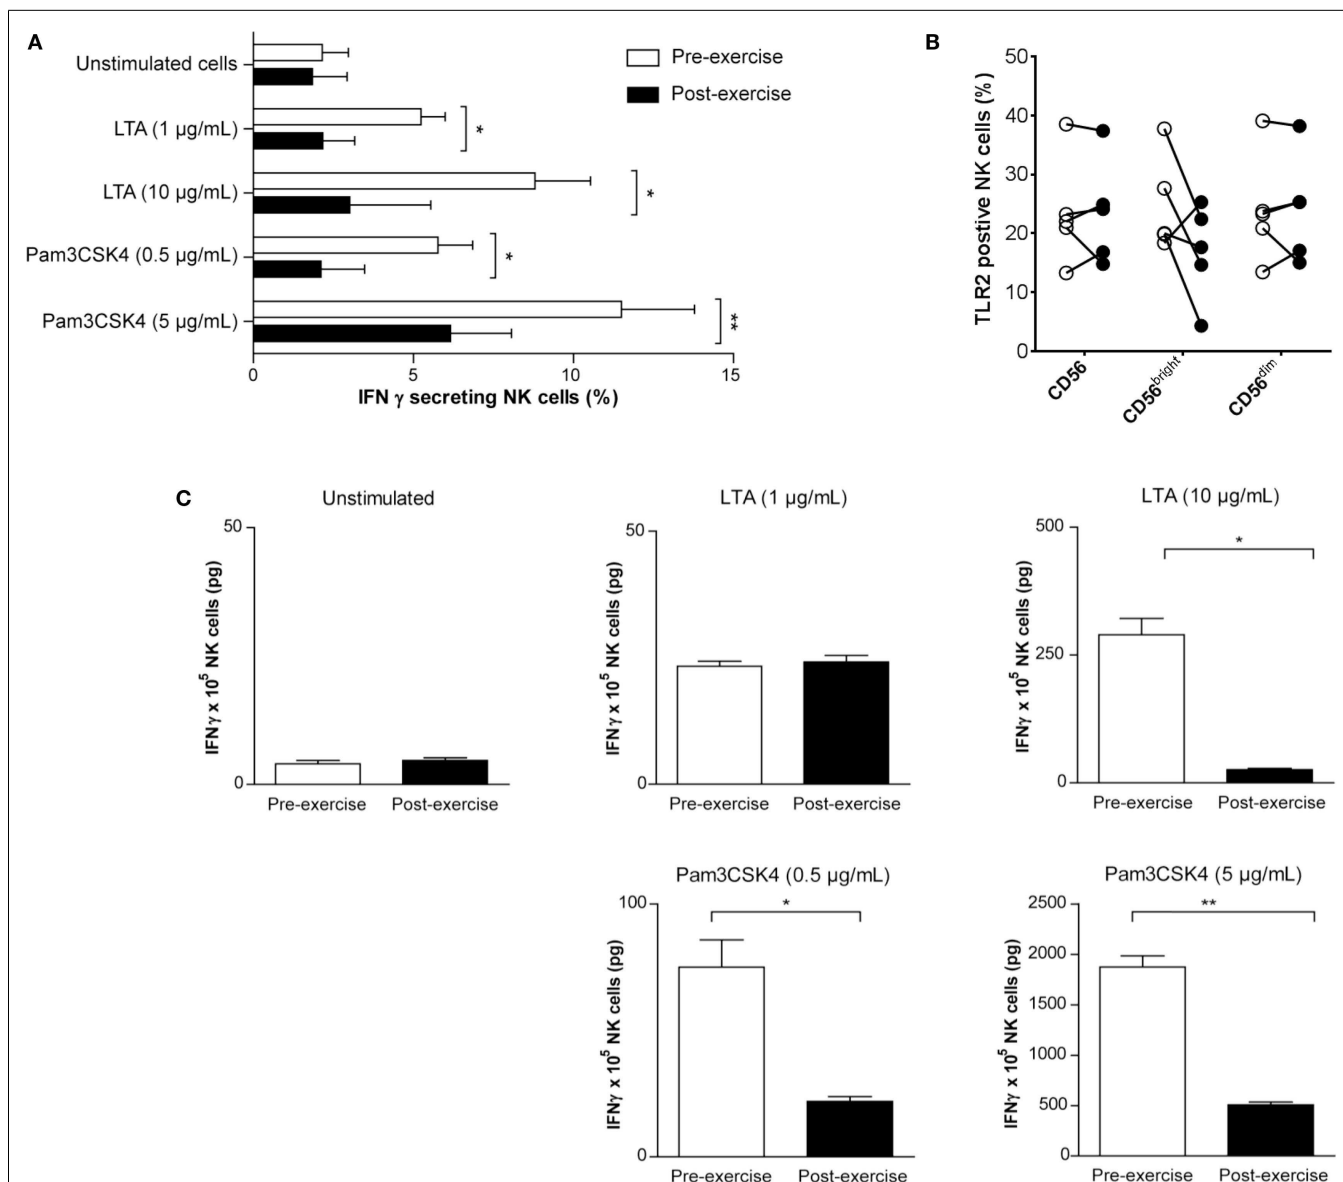 A
Pre-exercise
Post-exercise
Unstimulated cells
LTA (1 µg/mL)
*
LTA (10 µg/mL)
*
Pam3CSK4 (0.5 µg/mL)
*
Pam3CSK4 (5 µg/mL)
**
0 5 10 15
IFN γ secreting NK cells (%)
B
TLR2 postive NK cells (%)
50
40
30
20
10
0
CD56
CD56bright
CD56dim
C
Unstimulated
IFNγ x 10⁵ NK cells (pg)
50
0
Pre-exercise Post-exercise
LTA (1 µg/mL)
IFNγ x 10⁵ NK cells (pg)
50
0
Pre-exercise Post-exercise
LTA (10 µg/mL)
IFNγ x 10⁵ NK cells (pg)
500
250
0
*
Pre-exercise Post-exercise
Pam3CSK4 (0.5 µg/mL)
IFNγ x 10⁵ NK cells (pg)
100
0
*
Pre-exercise Post-exercise
Pam3CSK4 (5 µg/mL)
IFNγ x 10⁵ NK cells (pg)
2500
2000
1500
1000
500
0
**
Pre-exercise Post-exercise